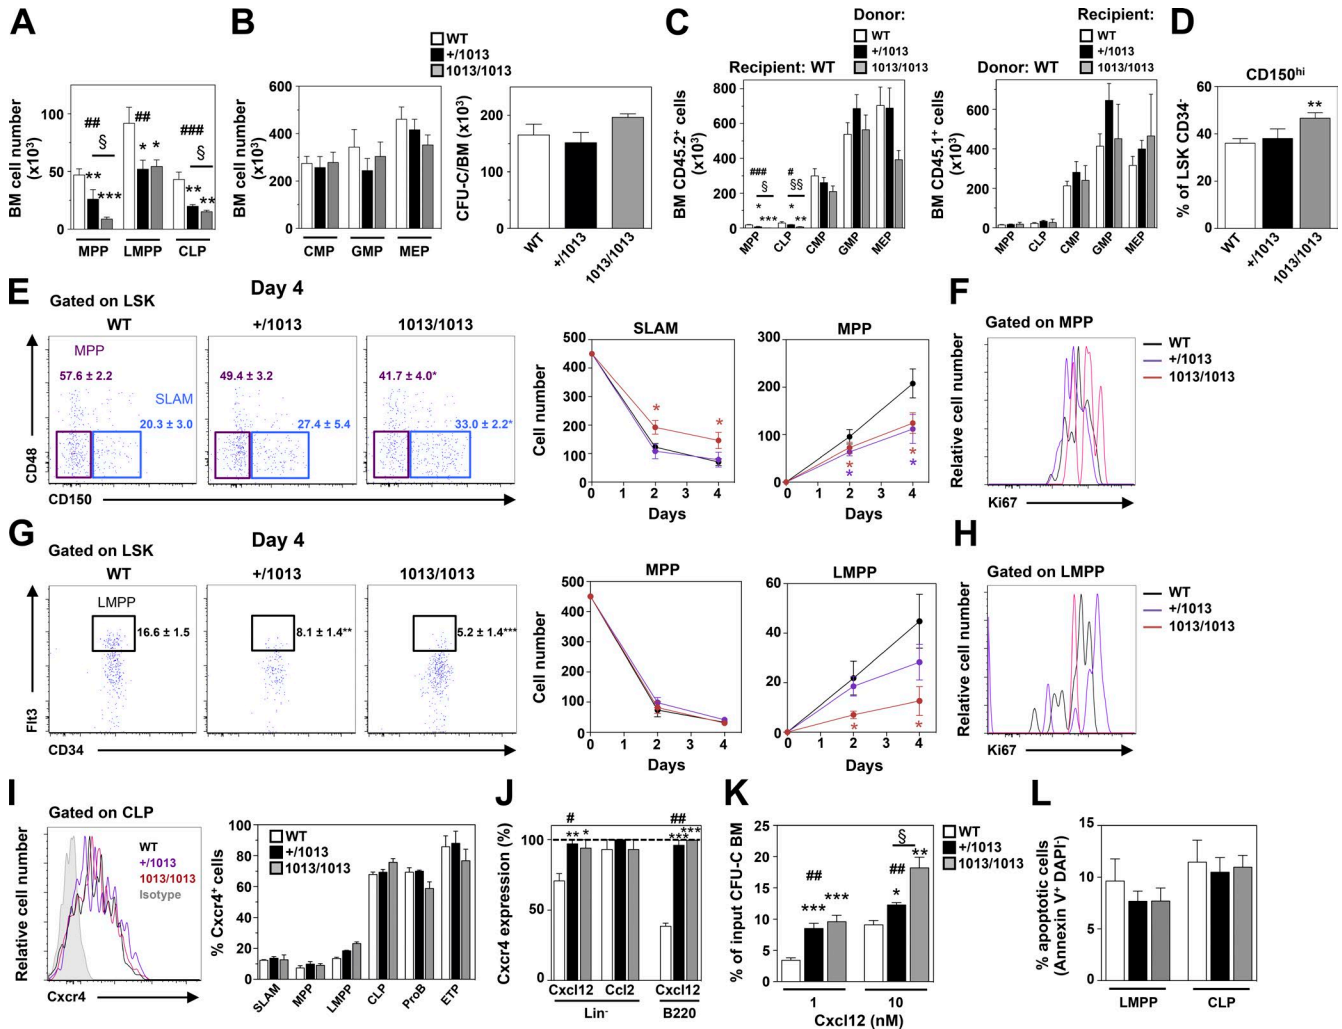 A
BM cell number
(x10³)
100
50
0
##
§
**
***
##
*
*
###
§
**
**
MPP
LMPP
CLP
B
WT
+/1013
1013/1013
BM cell number
(x10³)
600
400
200
0
CMP
GMP
MEP
CFU-C/BM (x10³)
300
200
100
0
WT
+/1013
1013/1013
C
Donor:
WT
+/1013
1013/1013
Recipient: WT
BM CD45.2⁺ cells
(x10³)
800
600
400
200
0
###
§
*
***
#
§§
*
**
MPP
CLP
CMP
GMP
MEP
Recipient:
WT
+/1013
1013/1013
Donor: WT
BM CD45.1⁺ cells
(x10³)
800
600
400
200
0
MPP
CLP
CMP
GMP
MEP
D
CD150ʰⁱ
% of LSK CD34⁻
60
40
20
0
**
WT
+/1013
1013/1013
E
Gated on LSK
Day 4
WT
+/1013
1013/1013
MPP
57.6 ± 2.2
SLAM
20.3 ± 3.0
49.4 ± 3.2
27.4 ± 5.4
41.7 ± 4.0*
33.0 ± 2.2*
CD48
CD150
SLAM
Cell number
500
400
300
200
100
0
*
*
0 1 2 3 4
Days
MPP
300
200
100
0
*
*
*
*
0 1 2 3 4
Days
F
Gated on MPP
Relative cell number
Ki67
WT
+/1013
1013/1013
G
Gated on LSK
Day 4
WT
+/1013
1013/1013
LMPP
16.6 ± 1.5
8.1 ± 1.4**
5.2 ± 1.4***
Flt3
CD34
MPP
Cell number
500
400
300
200
100
0
0 1 2 3 4
Days
LMPP
60
40
20
0
*
*
0 1 2 3 4
Days
H
Gated on LMPP
Relative cell number
Ki67
WT
+/1013
1013/1013
I
Gated on CLP
Relative cell number
WT
+/1013
1013/1013
Isotype
Cxcr4
% Cxcr4⁺ cells
100
80
60
40
20
0
WT
+/1013
1013/1013
SLAM
MPP
LMPP
CLP
ProB
ETP
J
Cxcr4 expression (%)
100
50
0
#
**
*
##
***
***
Cxcl12
Ccl2
Cxcl12
Lin⁻
B220
K
% of input CFU-C BM
25
20
15
10
5
0
##
***
***
§
##
*
**
WT
+/1013
1013/1013
1
10
Cxcl12 (nM)
L
% apoptotic cells
(Annexin V⁺ DAPI⁻)
15
10
5
0
LMPP
CLP